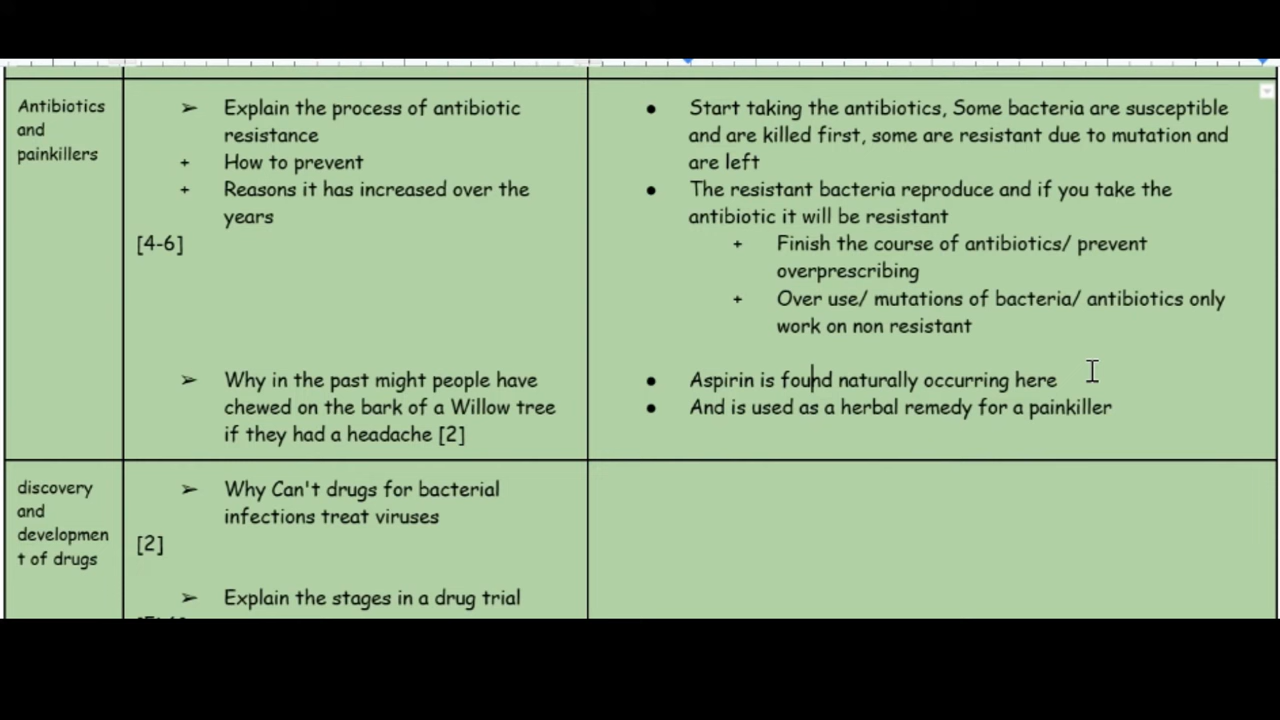 Antibiotics
and
painkillers
➢ Explain the process of antibiotic
resistance
+ How to prevent
+ Reasons it has increased over the
years
[4-6]
➢ Why in the past might people have
chewed on the bark of a Willow tree
if they had a headache [2]
● Start taking the antibiotics, Some bacteria are susceptible
and are killed first, some are resistant due to mutation and
are left
● The resistant bacteria reproduce and if you take the
antibiotic it will be resistant
+ Finish the course of antibiotics/ prevent
overprescribing
+ Over use/ mutations of bacteria/ antibiotics only
work on non resistant
● Aspirin is found naturally occurring here
● And is used as a herbal remedy for a painkiller
discovery
and
developmen
t of drugs
➢ Why Can't drugs for bacterial
infections treat viruses
[2]
➢ Explain the stages in a drug trial